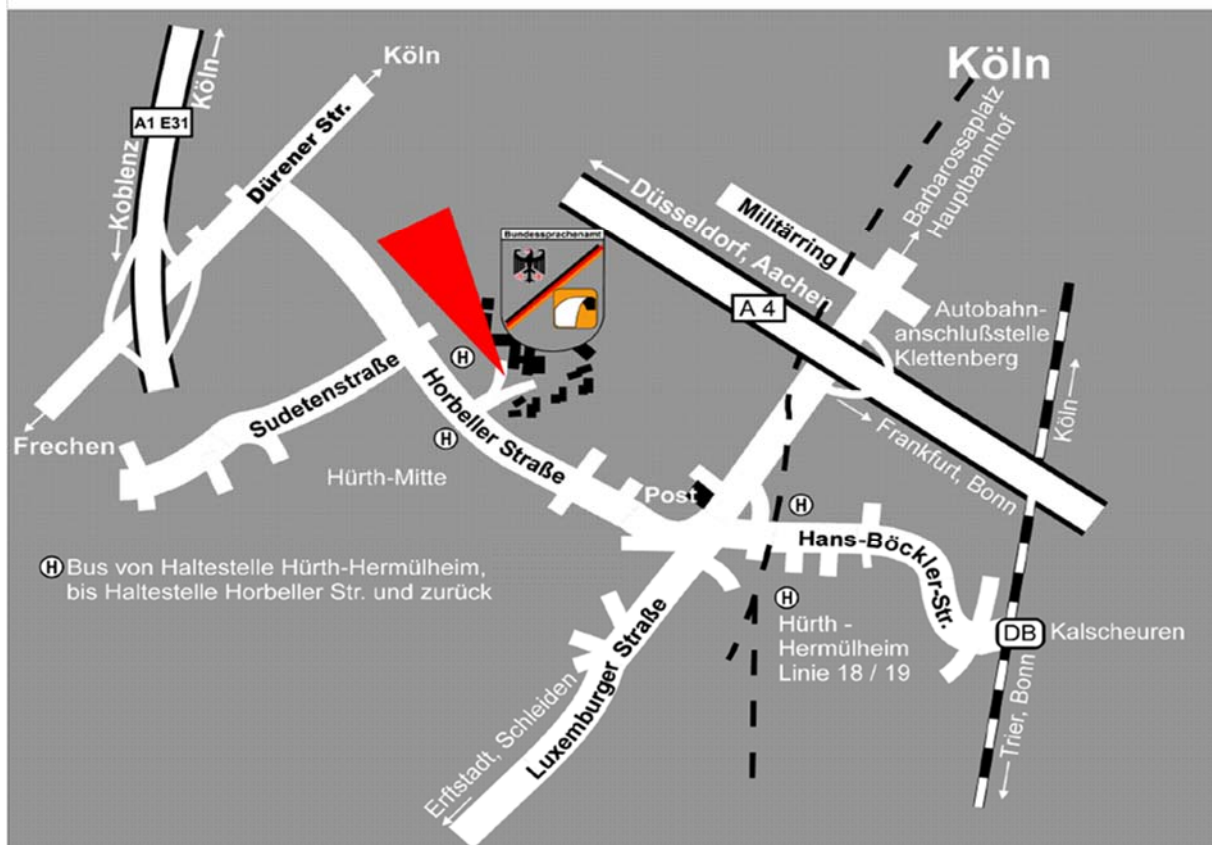 Köln
Köln
Köln
A1 E31
Koblenz
Dürener Str.
Barbarossaplatz
Hauptbahnhof
Düsseldorf, Aachen
Militärring
Bundessprachenamt
A 4
Autobahn-
anschlußstelle
Klettenberg
Sudetenstraße
H
Horbeller Straße
H
Frechen
Hürth-Mitte
Post
Frankfurt, Bonn
Köln
H
Hans-Böckler-Str.
H Bus von Haltestelle Hürth-Hermülheim,
bis Haltestelle Horbeller Str. und zurück
H
Hürth -
Hermülheim
Linie 18 / 19
DB Kalscheuren
Luxemburger Straße
Erftstadt, Schleiden
Trier, Bonn